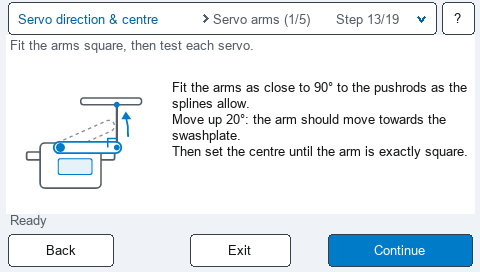 Servo direction & centre > Servo arms (1/5) Step 13/19 ?
Fit the arms square, then test each servo.
Fit the arms as close to 90° to the pushrods as the
splines allow.
Move up 20°: the arm should move towards the
swashplate.
Then set the centre until the arm is exactly square.
Ready
Back Exit Continue